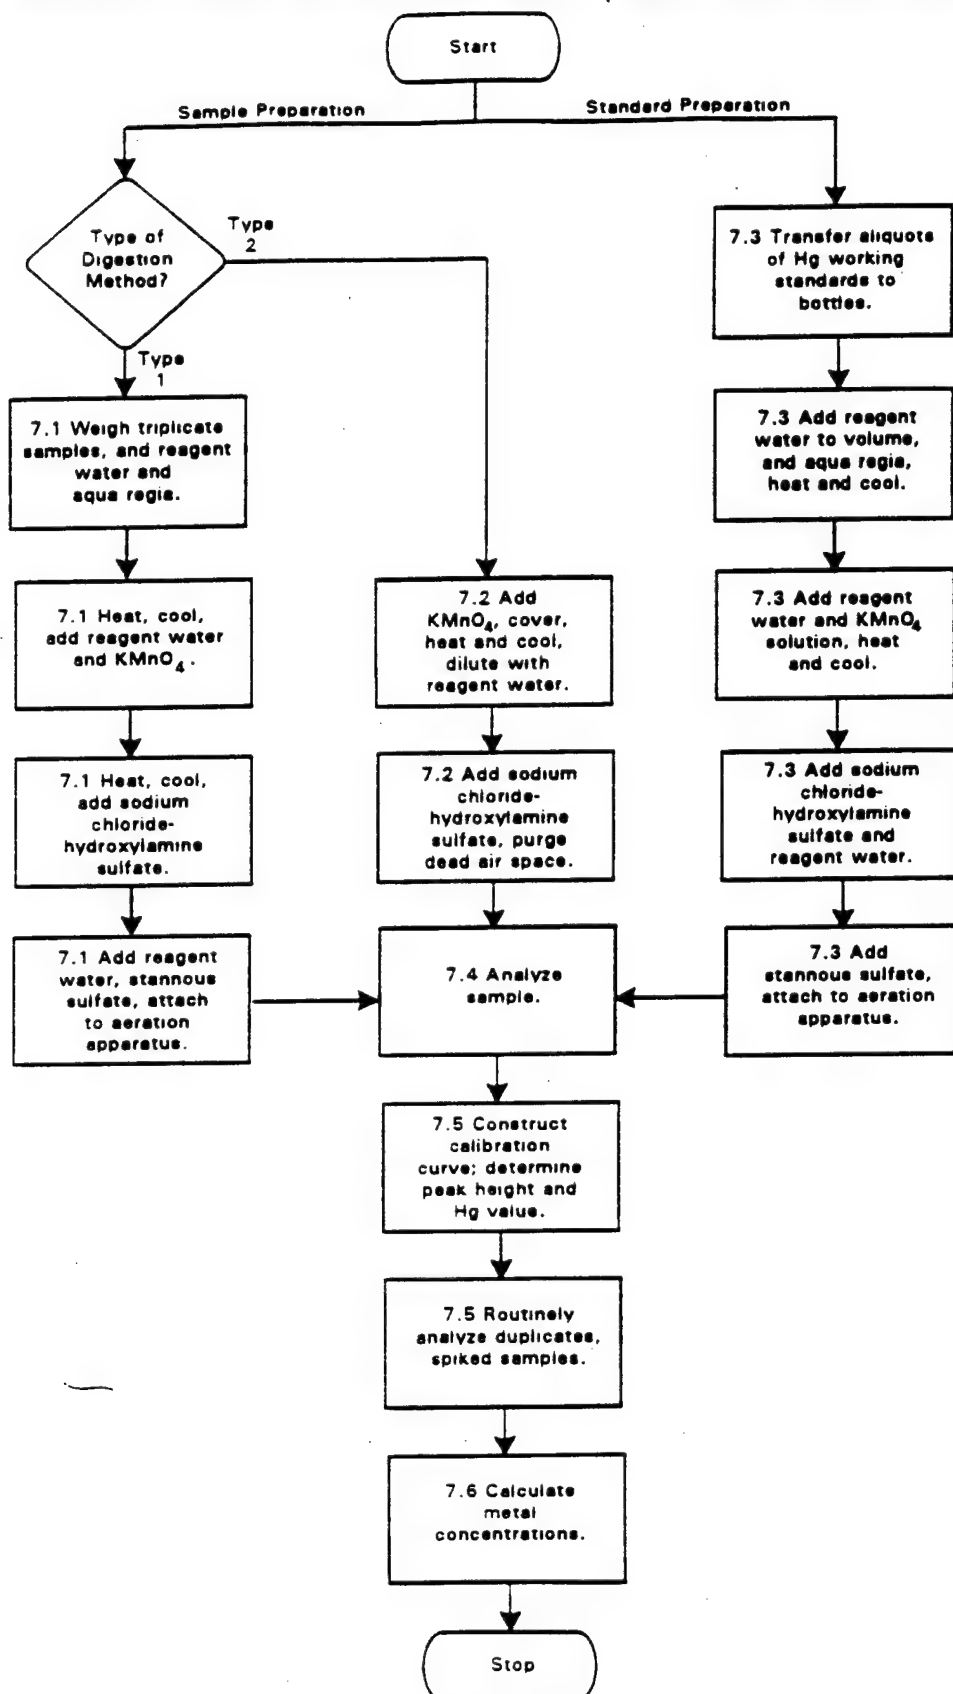 Start
Sample Preparation
Standard Preparation
Type of
Digestion
Method?
Type
2
Type
1
7.1 Weigh triplicate
samples, and reagent
water and
aqua regia.
7.1 Heat, cool,
add reagent water
and KMnO₄.
7.1 Heat, cool,
add sodium
chloride-
hydroxylamine
sulfate.
7.1 Add reagent
water, stannous
sulfate, attach
to aeration
apparatus.
7.2 Add
KMnO₄, cover,
heat and cool,
dilute with
reagent water.
7.2 Add sodium
chloride-
hydroxylamine
sulfate, purge
dead air space.
7.3 Transfer aliquots
of Hg working
standards to
bottles.
7.3 Add reagent
water to volume,
and aqua regia,
heat and cool.
7.3 Add reagent
water and KMnO₄
solution, heat
and cool.
7.3 Add sodium
chloride-
hydroxylamine
sulfate and
reagent water.
7.3 Add
stannous sulfate,
attach to aeration
apparatus.
7.4 Analyze
sample.
7.5 Construct
calibration
curve; determine
peak height and
Hg value.
7.5 Routinely
analyze duplicates,
spiked samples.
7.6 Calculate
metal
concentrations.
Stop